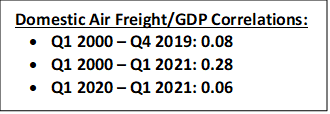 Domestic Air Freight/GDP Correlations:
• Q1 2000 – Q4 2019: 0.08
• Q1 2000 – Q1 2021: 0.28
• Q1 2020 – Q1 2021: 0.06